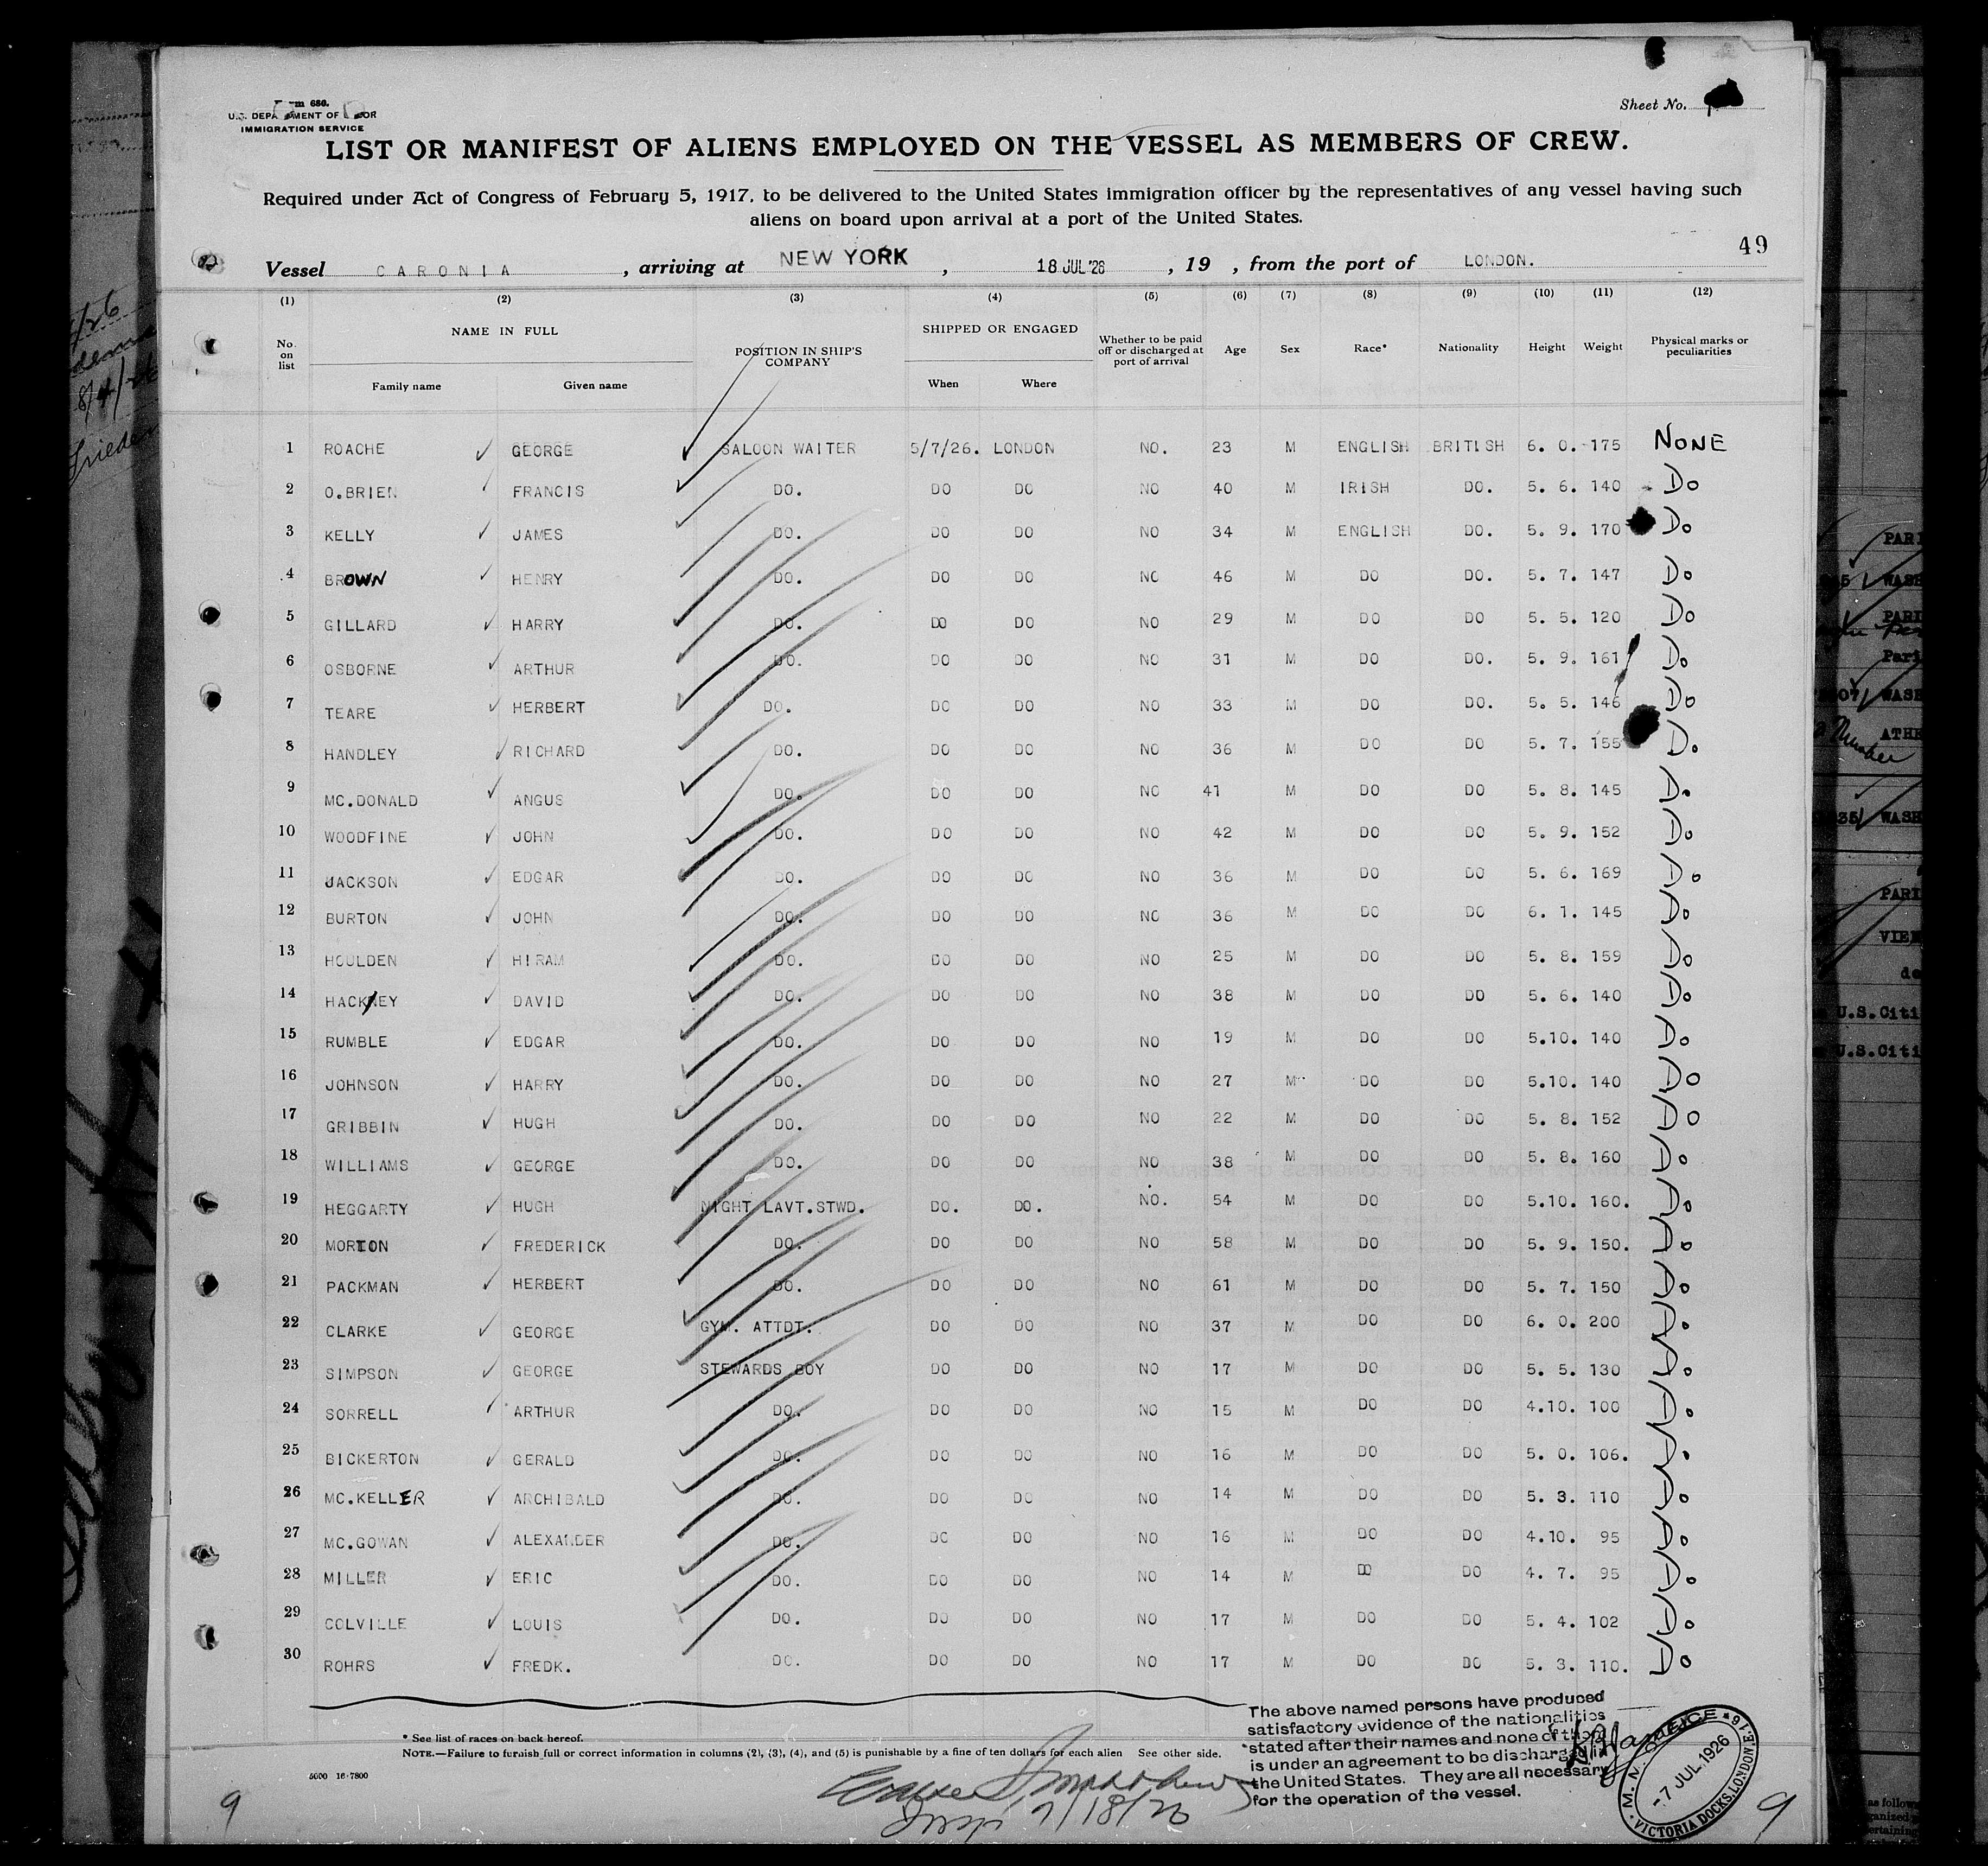 Sheet No.
U.S. DEPARTMENT OF LABOR
IMMIGRATION SERVICE
LIST OR MANIFEST OF ALIENS EMPLOYED ON THE VESSEL AS MEMBERS OF CREW.
Required under Act of Congress of February 5, 1917, to be delivered to the United States immigration officer by the representatives of any vessel having such
aliens on board upon arrival at a port of the United States.
49
Vessel CARONIA, arriving at NEW YORK, 18 JUL '26, 19 , from the port of LONDON.
(1) (2) (3) (4) (5) (6) (7) (8) (9) (10) (11) (12)
No. on list NAME IN FULL Family name Given name POSITION IN SHIP'S COMPANY SHIPPED OR ENGAGED When Where Whether to be paid off or discharged at port of arrival Age Sex Race* Nationality Height Weight Physical marks or peculiarities
1 ROACHE GEORGE SALOON WAITER 5/7/26. LONDON NO. 23 M ENGLISH BRITISH 6. 0. 175 NONE
2 O.BRIEN FRANCIS DO. DO DO NO 40 M IRISH DO. 5. 6. 140 Do
3 KELLY JAMES DO. DO DO NO 34 M ENGLISH DO. 5. 9. 170 Do
4 BROWN HENRY DO. DO DO NO 46 M DO DO. 5. 7. 147 Do
5 GILLARD HARRY DO. DO DO NO 29 M DO DO 5. 5. 120 Do
6 OSBORNE ARTHUR DO. DO DO NO 31 M DO DO. 5. 9. 161 Do
7 TEARE HERBERT DO. DO DO NO 33 M DO DO. 5. 5. 146 Do
8 HANDLEY RICHARD DO. DO DO NO 36 M DO DO 5. 7. 155 Do
9 MC.DONALD ANGUS DO. DO DO NO 41 M DO DO 5. 8. 145 Do
10 WOODFINE JOHN DO. DO DO NO 42 M DO DO 5. 9. 152 Do
11 JACKSON EDGAR DO. DO DO NO 36 M DO DO 5. 6. 169 Do
12 BURTON JOHN DO. DO DO NO 36 M DO DO 6. 1. 145 Do
13 HOULDEN HIRAM DO. DO DO NO 25 M DO DO 5. 8. 159 Do
14 HACKNEY DAVID DO. DO DO NO 38 M DO DO 5. 6. 140 Do
15 RUMBLE EDGAR DO. DO DO NO 19 M DO DO 5.10. 140 Do
16 JOHNSON HARRY DO. DO DO NO 27 M DO DO 5.10. 140 Do
17 GRIBBIN HUGH DO. DO DO NO 22 M DO DO 5. 8. 152 Do
18 WILLIAMS GEORGE DO. DO DO NO 38 M DO DO 5. 8. 160 Do
19 HEGGARTY HUGH NIGHT LAVT.STWD. DO. DO. NO. 54 M DO DO 5.10. 160. Do
20 MORTON FREDERICK DO. DO DO NO 58 M DO DO 5. 9. 150. Do
21 PACKMAN HERBERT DO. DO DO NO 61 M DO DO 5. 7. 150 Do
22 CLARKE GEORGE GYM. ATTDT. DO DO NO 37 M DO DO 6. 0. 200 Do
23 SIMPSON GEORGE STEWARDS BOY DO DO NO 17 M DO DO 5. 5. 130 Do
24 SORRELL ARTHUR DO. DO DO NO 15 M DO DO 4.10. 100 Do
25 BICKERTON GERALD DO. DO DO NO 16 M DO DO 5. 0. 106. Do
26 MC.KELLER ARCHIBALD DO. DO DO NO 14 M DO DO 5. 3. 110 Do
27 MC.GOWAN ALEXANDER DO. DO DO NO 16 M DO DO 4.10. 95 Do
28 MILLER ERIC DO. DO DO NO 14 M DO DO 4. 7. 95 Do
29 COLVILLE LOUIS DO. DO DO NO 17 M DO DO 5. 4. 102 Do
30 ROHRS FREDK. DO. DO DO NO 17 M DO DO 5. 3. 110. Do
The above named persons have produced
satisfactory evidence of the nationalities
stated after their names and none of them
is under an agreement to be discharged in
the United States. They are all necessary
for the operation of the vessel.
* See list of races on back hereof.
NOTE.—Failure to furnish full or correct information in columns (2), (3), (4), and (5) is punishable by a fine of ten dollars for each alien See other side.
5000 16-7800
M. M. OFFICE
-7 JUL.1926
VICTORIA DOCKS, LONDON, E.16
Insp. 7/18/26
9
9